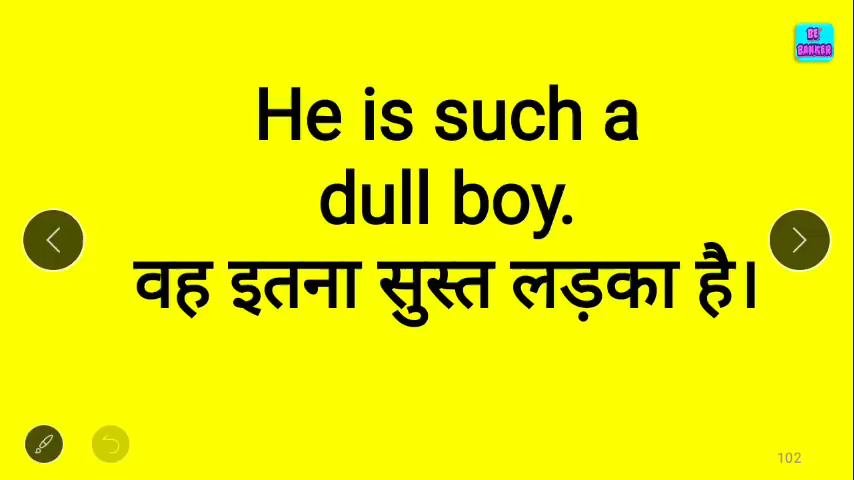 BE
BANKER
He is such a
dull boy.
वह इतना सुस्त लड़का है।
102